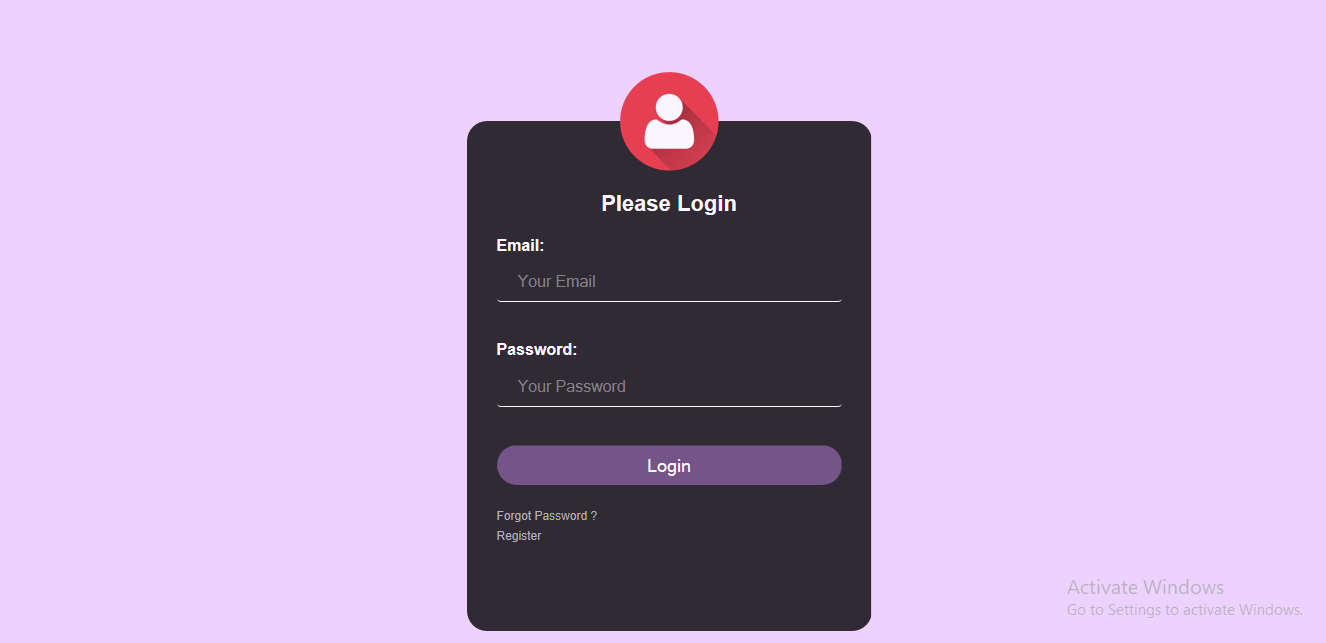 Please Login
Email:
Your Email
Password:
Your Password
Login
Forgot Password ?
Register
Activate Windows
Go to Settings to activate Windows.